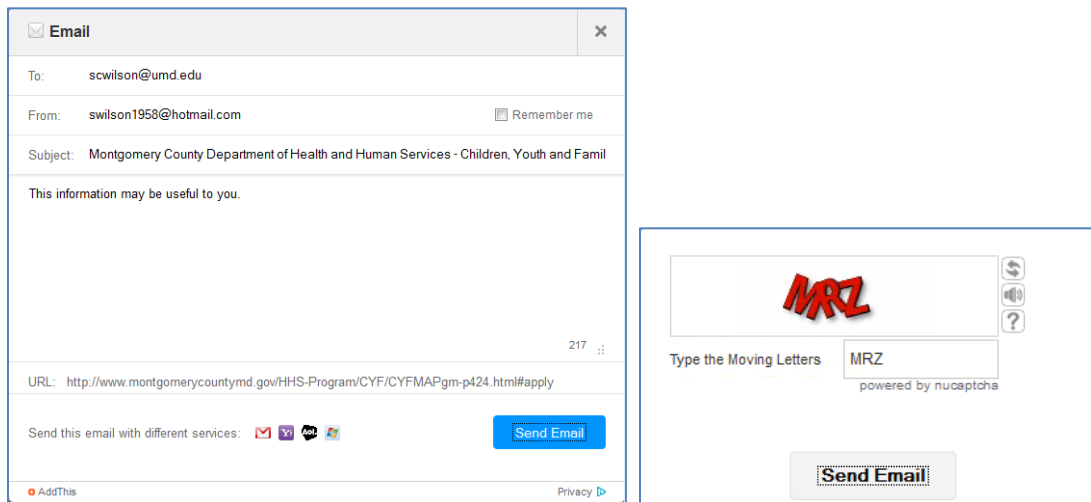 Email
To: scwilson@umd.edu
From: swilson1958@hotmail.com Remember me
Subject: Montgomery County Department of Health and Human Services - Children, Youth and Famil
This information may be useful to you.
217
URL: http://www.montgomerycountymd.gov/HHS-Program/CYF/CYFMAPgm-p424.html#apply
Send this email with different services: Aol. Send Email
AddThis Privacy
MRZ
?
Type the Moving Letters MRZ
powered by nucaptcha
Send Email